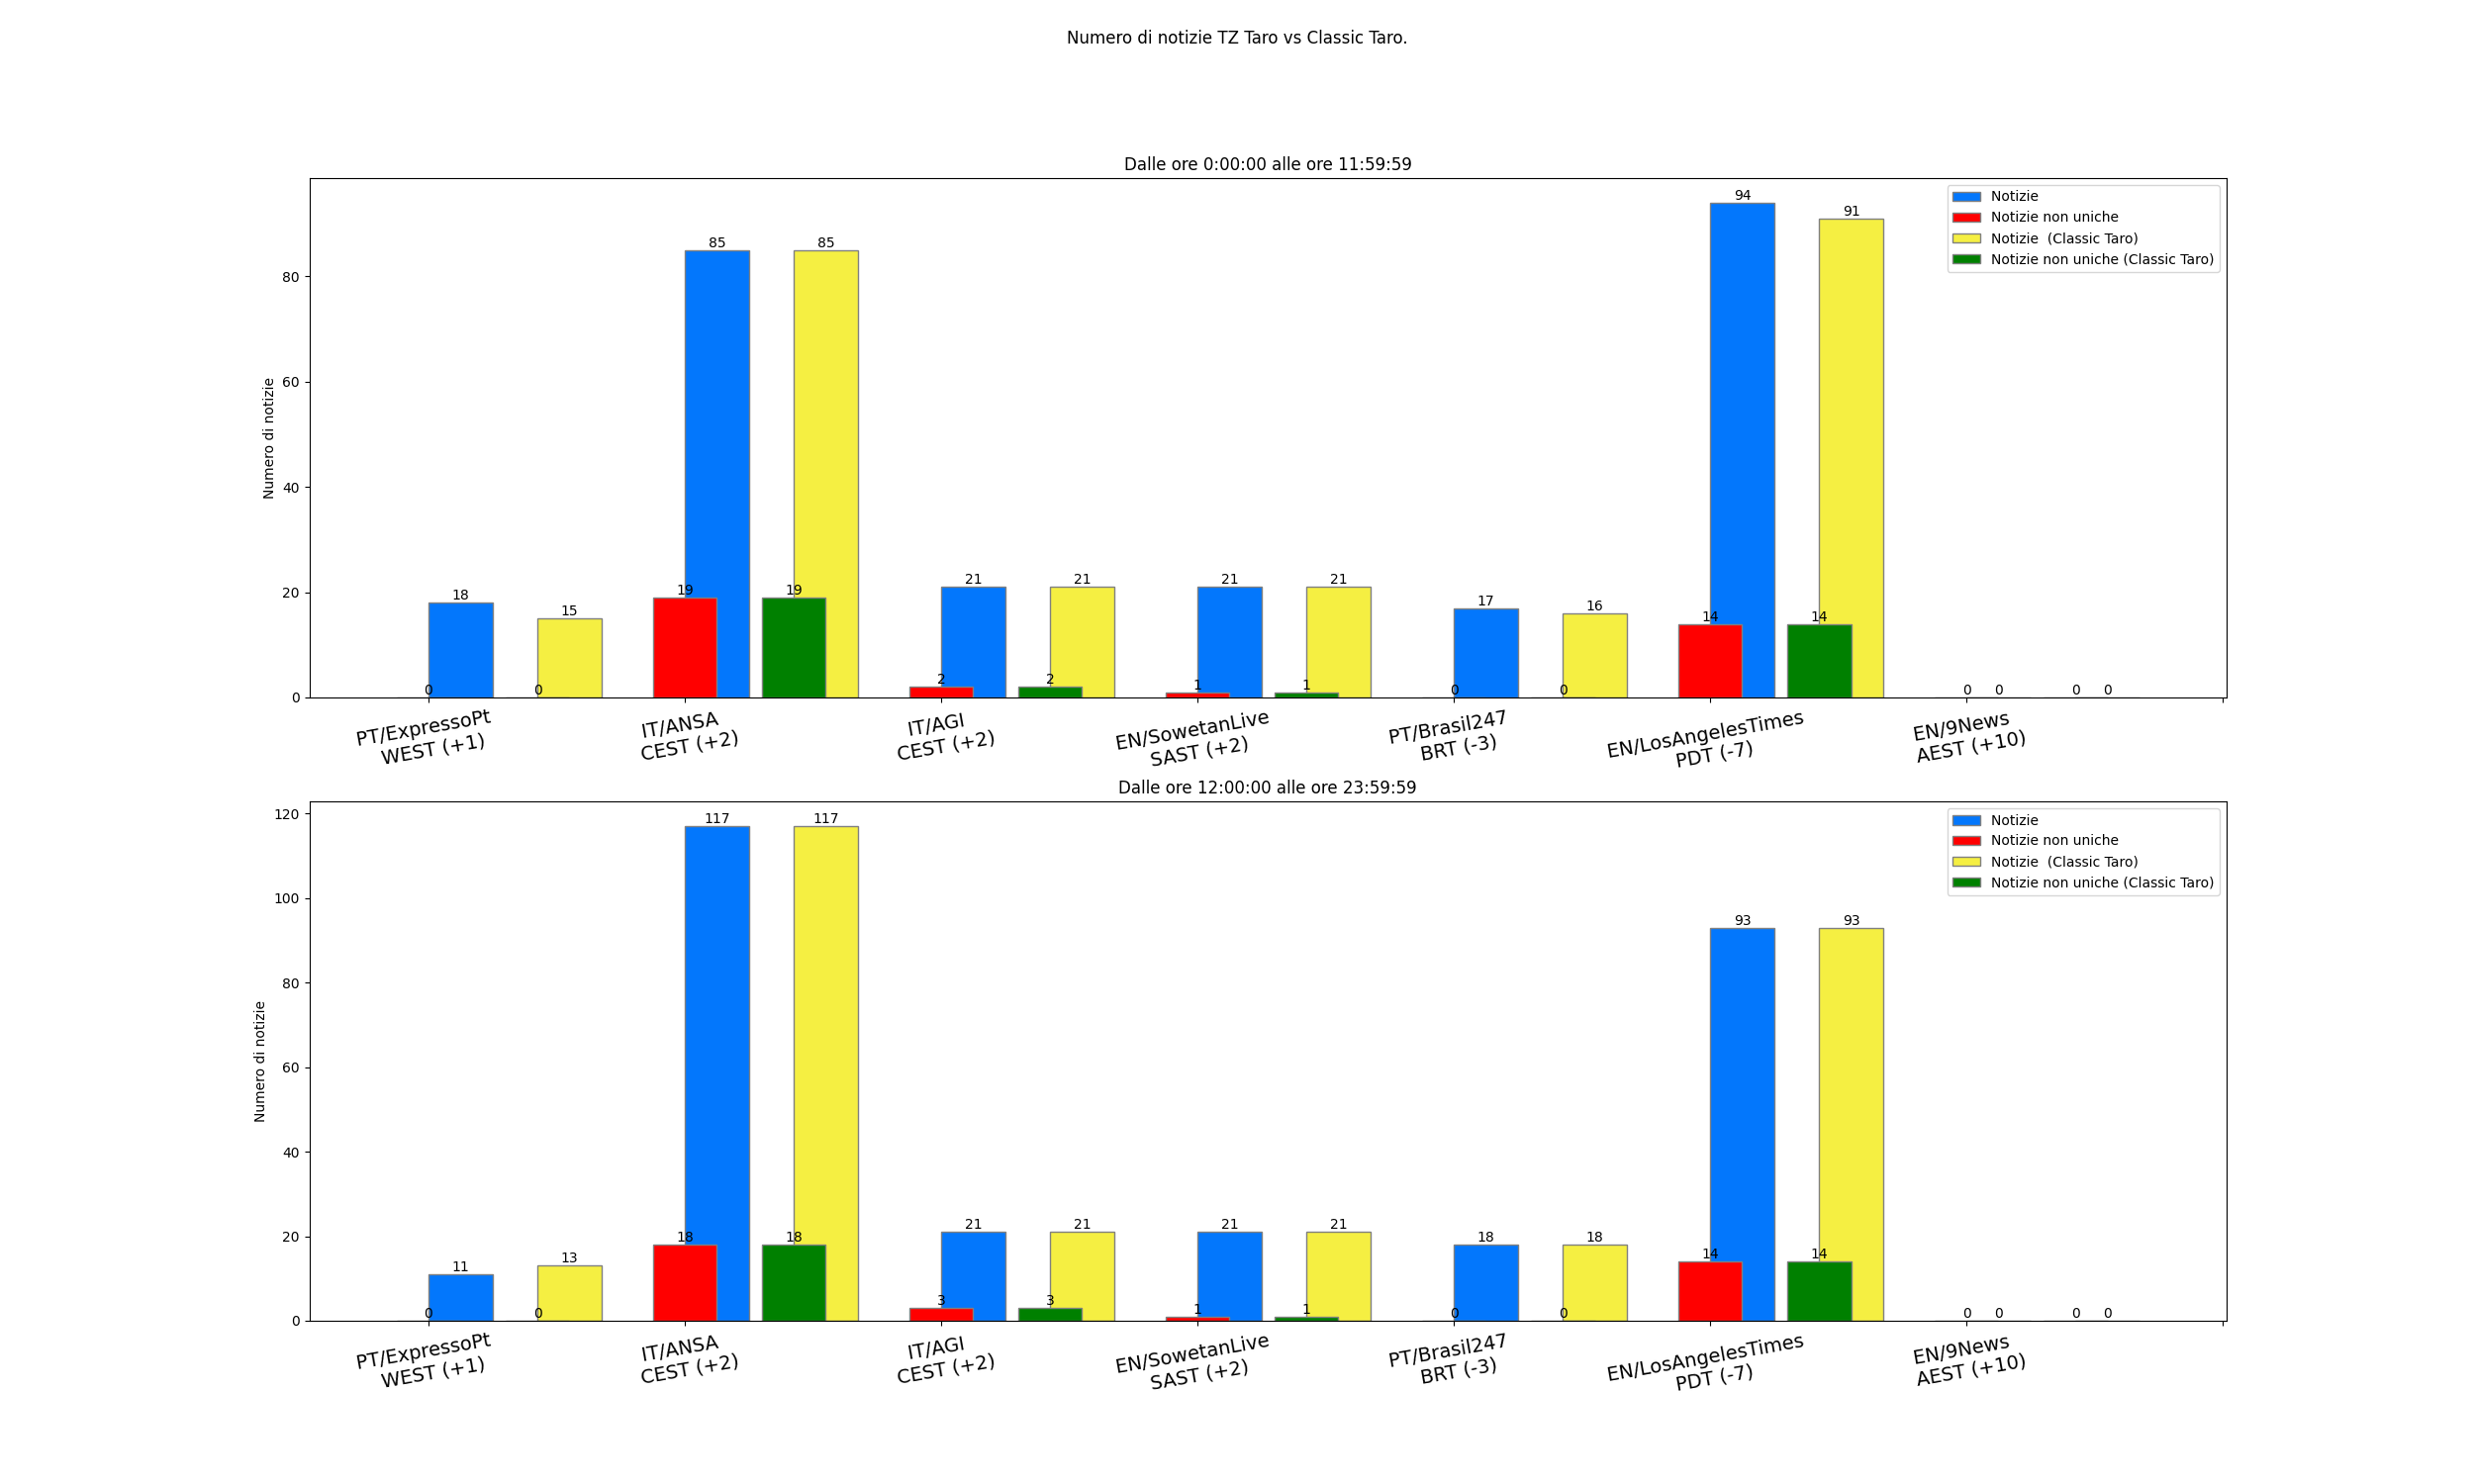 Numero di notizie TZ Taro vs Classic Taro.
Dalle ore 0:00:00 alle ore 11:59:59
Numero di notizie
80
60
40
20
0
Notizie
Notizie non uniche
Notizie (Classic Taro)
Notizie non uniche (Classic Taro)
0 18 0 15
19 85 19 85
2 21 2 21
1 21 1 21
0 17 0 16
14 94 14 91
0 0 0 0
PT/ExpressoPt
WEST (+1)
IT/ANSA
CEST (+2)
IT/AGI
CEST (+2)
EN/SowetanLive
SAST (+2)
PT/Brasil247
BRT (-3)
EN/LosAngelesTimes
PDT (-7)
EN/9News
AEST (+10)
Dalle ore 12:00:00 alle ore 23:59:59
Numero di notizie
120
100
80
60
40
20
0
Notizie
Notizie non uniche
Notizie (Classic Taro)
Notizie non uniche (Classic Taro)
0 11 0 13
18 117 18 117
3 21 3 21
1 21 1 21
0 18 0 18
14 93 14 93
0 0 0 0
PT/ExpressoPt
WEST (+1)
IT/ANSA
CEST (+2)
IT/AGI
CEST (+2)
EN/SowetanLive
SAST (+2)
PT/Brasil247
BRT (-3)
EN/LosAngelesTimes
PDT (-7)
EN/9News
AEST (+10)